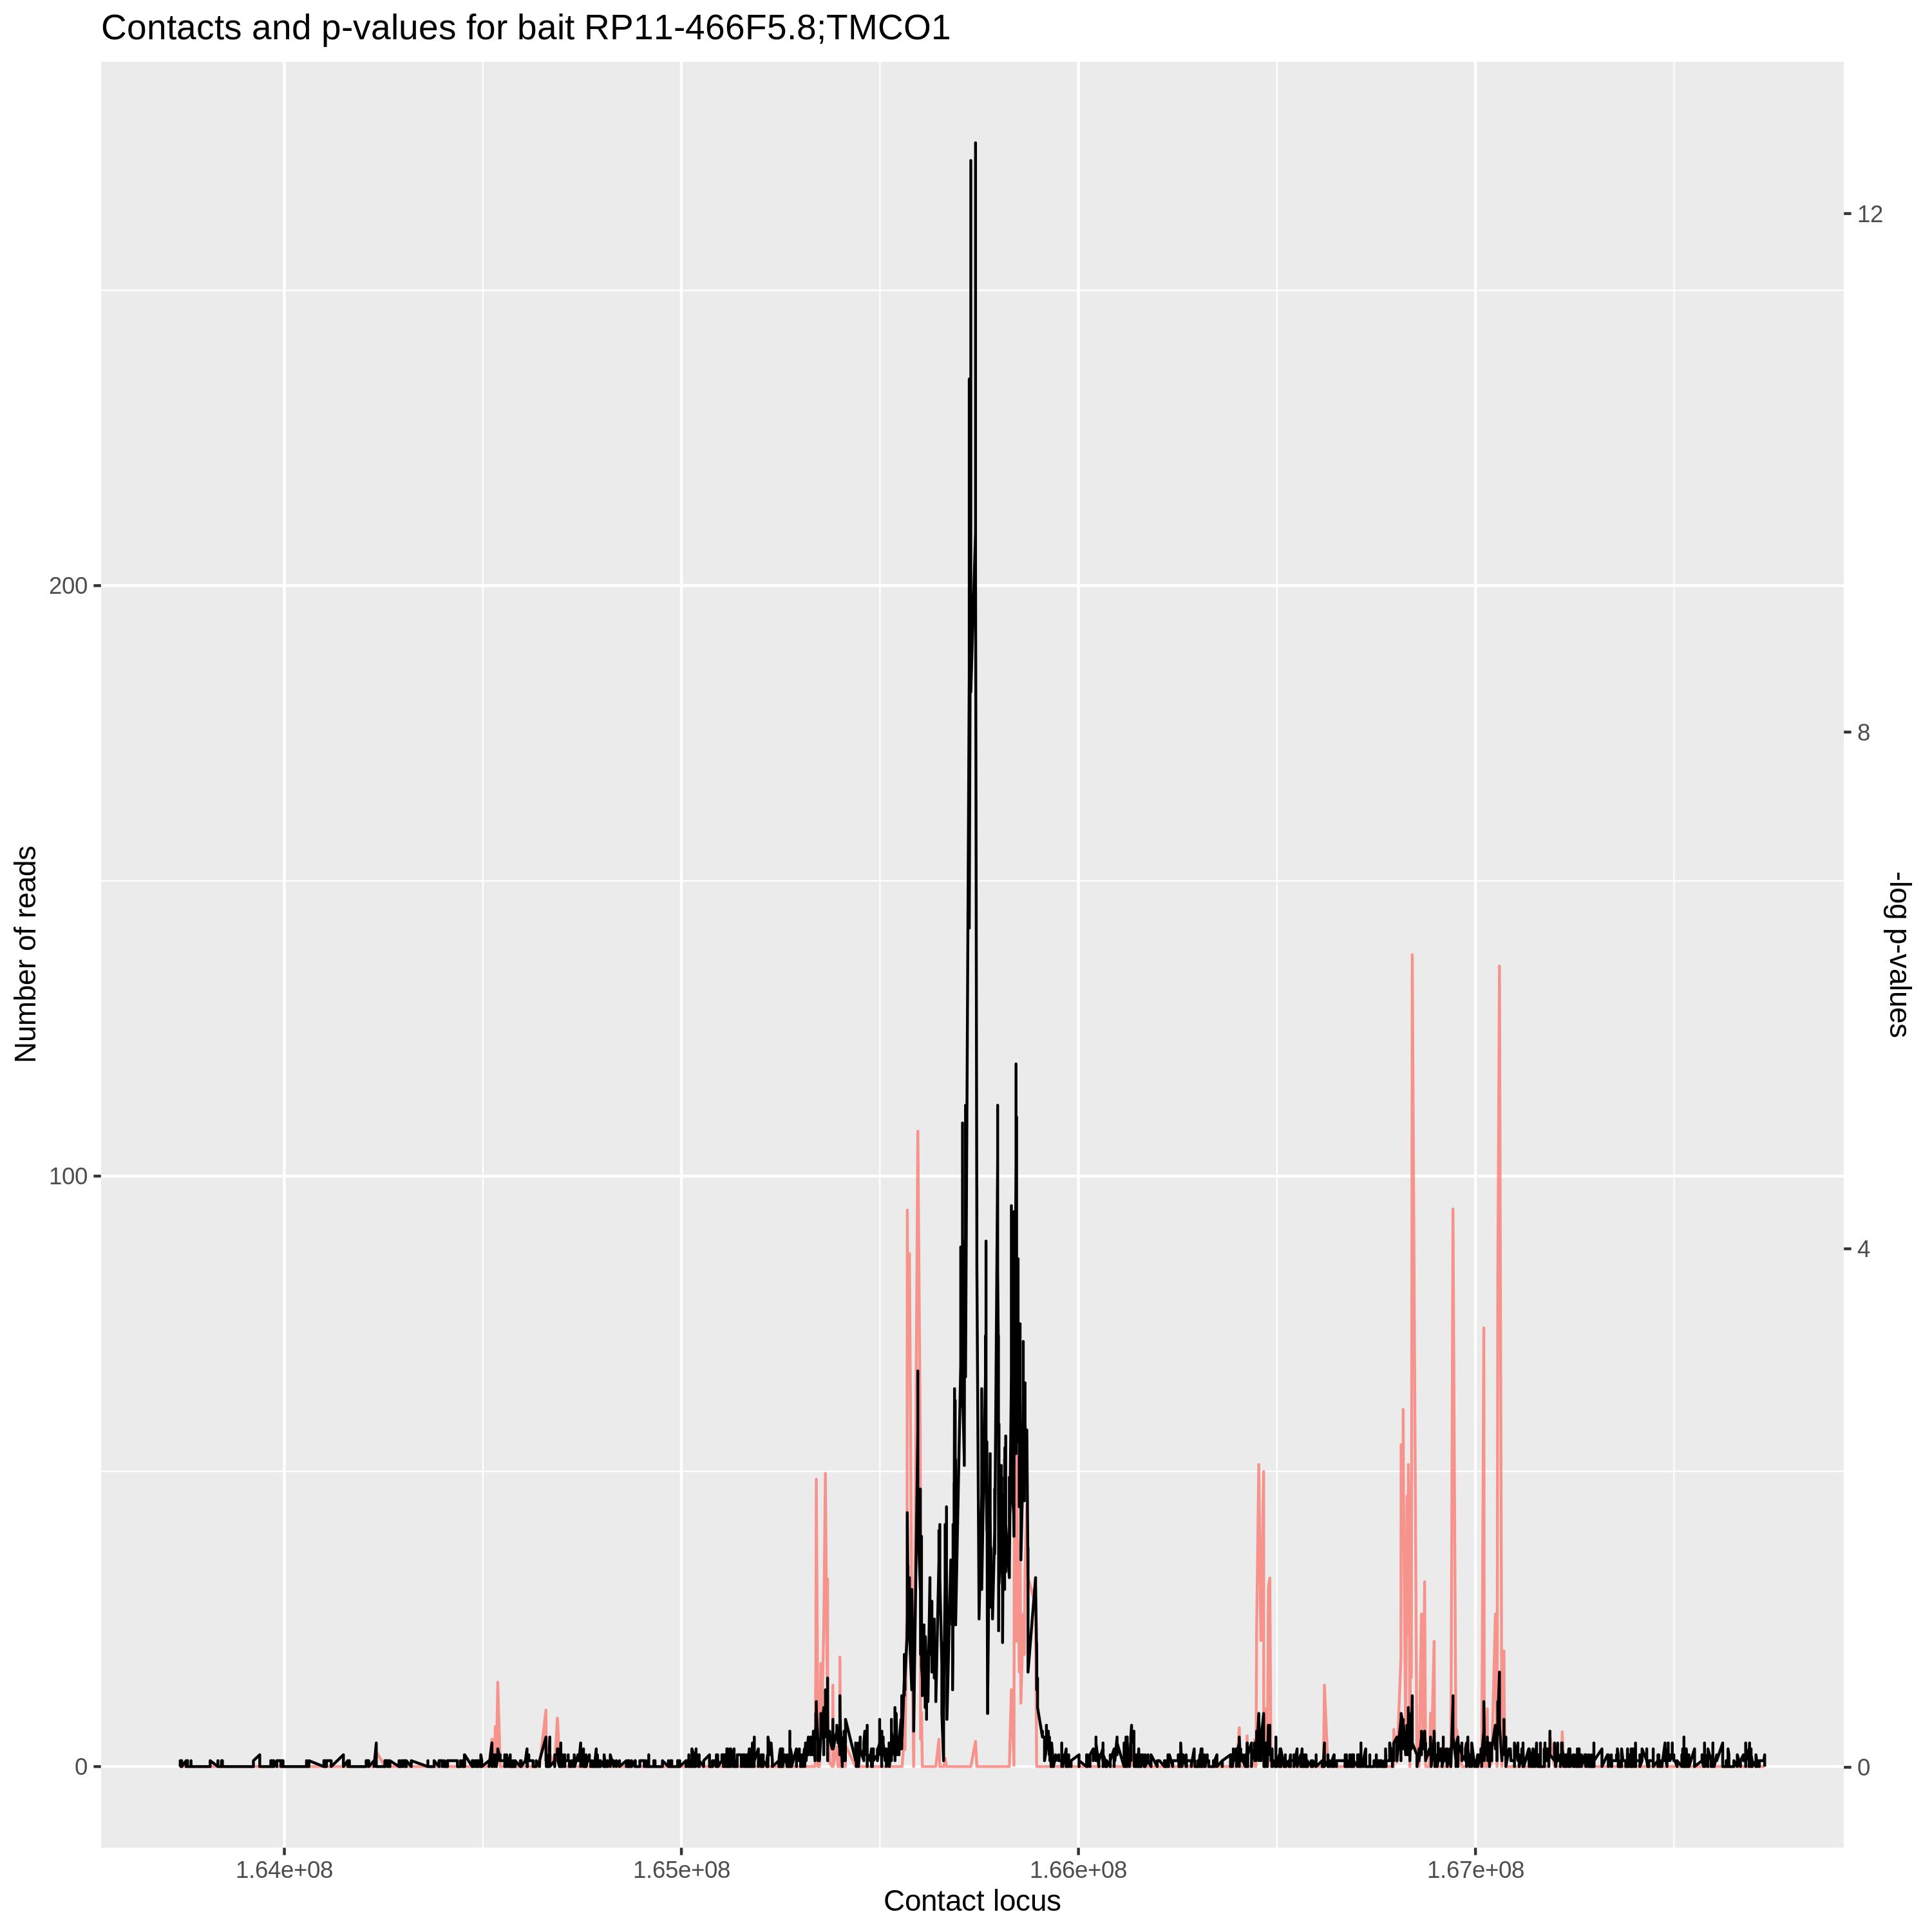 Contacts and p-values for bait RP11-466F5.8;TMCO1
Number of reads
200
100
0
12
8
4
0
-log p-values
1.64e+08
1.65e+08
1.66e+08
1.67e+08
Contact locus